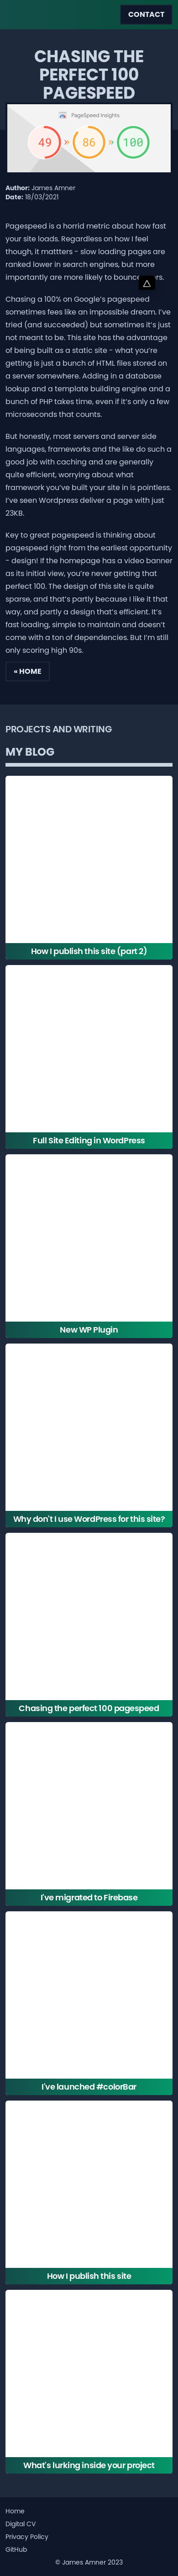 CONTACT
CHASING THE
PERFECT 100
PAGESPEED
PageSpeed Insights
49 » 86 » 100
Author: James Amner
Date: 18/03/2021
Pagespeed is a horrid metric about how fast
your site loads. Regardless on how I feel
though, it mattters - slow loading pages are
ranked lower in search engines, but more
importantly are more likely to bounce users.
△
Chasing a 100% on Google's pagespeed
sometimes fees like an impossible dream. I've
tried (and succeeded) but sometimes it's just
not meant to be. This site has the advantage
of being built as a static site - what you're
getting is just a bunch of HTML files stored on
a server somewhere. Adding in a database
lookup and a template building engine and a
bunch of PHP takes time, even if it's only a few
microseconds that counts.
But honestly, most servers and server side
languages, frameworks and the like do such a
good job with caching and are generally
quite efficient, worrying about what
framework you've built your site in is pointless.
I've seen Wordpress deliver a page with just
23KB.
Key to great pagespeed is thinking about
pagespeed right from the earliest opportunity
- design! If the homepage has a video banner
as its initial view, you're never getting that
perfect 100. The design of this site is quite
sparse, and that's partly because I like it that
way, and partly a design that's efficient. It's
fast loading, simple to maintain and doesn't
come with a ton of dependencies. But I'm still
only scoring high 90s.
« HOME
PROJECTS AND WRITING
MY BLOG
How I publish this site (part 2)
Full Site Editing in WordPress
New WP Plugin
Why don't I use WordPress for this site?
Chasing the perfect 100 pagespeed
I've migrated to Firebase
I've launched #colorBar
How I publish this site
What's lurking inside your project
Home
Digital CV
Privacy Policy
GitHub
© James Amner 2023